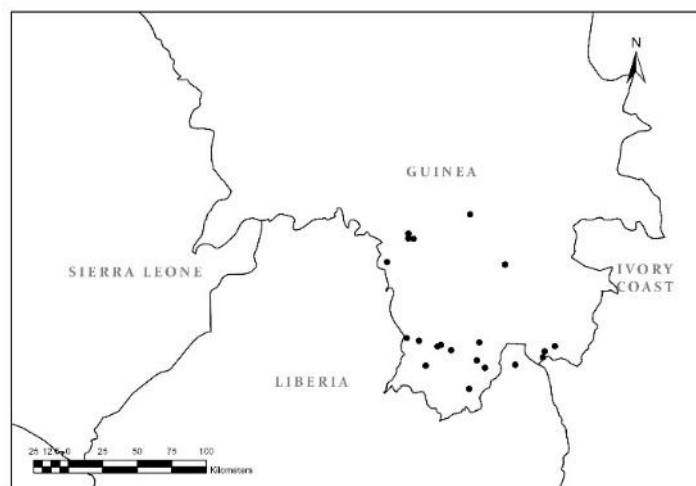 N
GUINEA
SIERRA LEONE
IVORY
COAST
LIBERIA
25 12.5 0 25 50 75 100
Kilometers